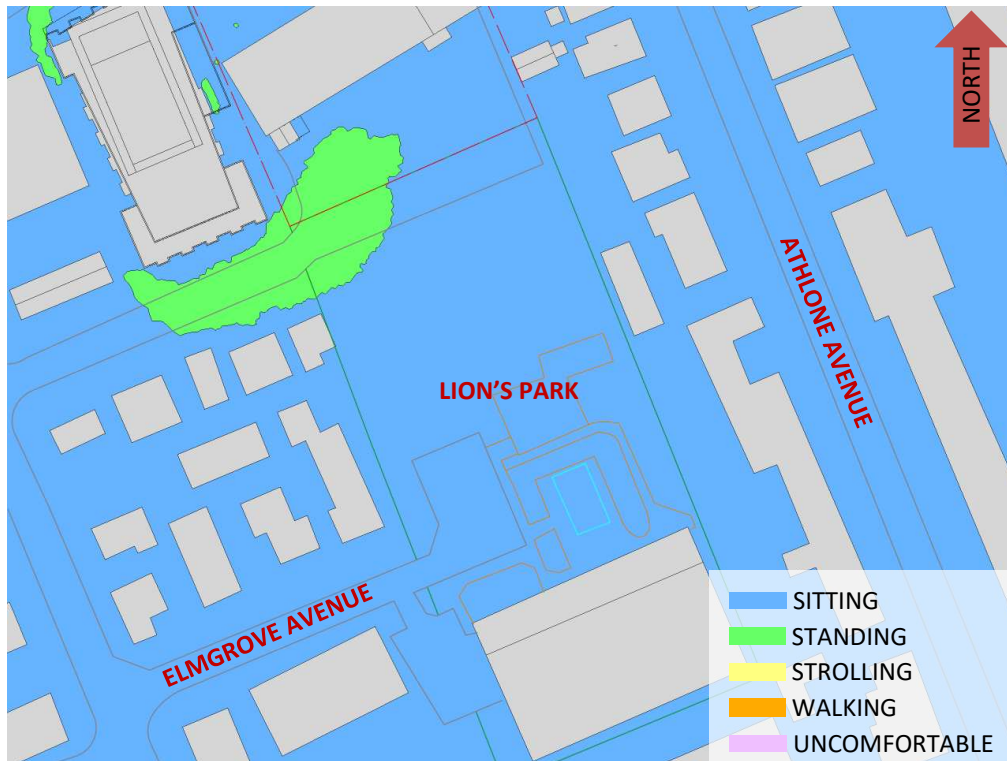 NORTH
ATHLONE AVENUE
LION'S PARK
ELMGROVE AVENUE
SITTING
STANDING
STROLLING
WALKING
UNCOMFORTABLE